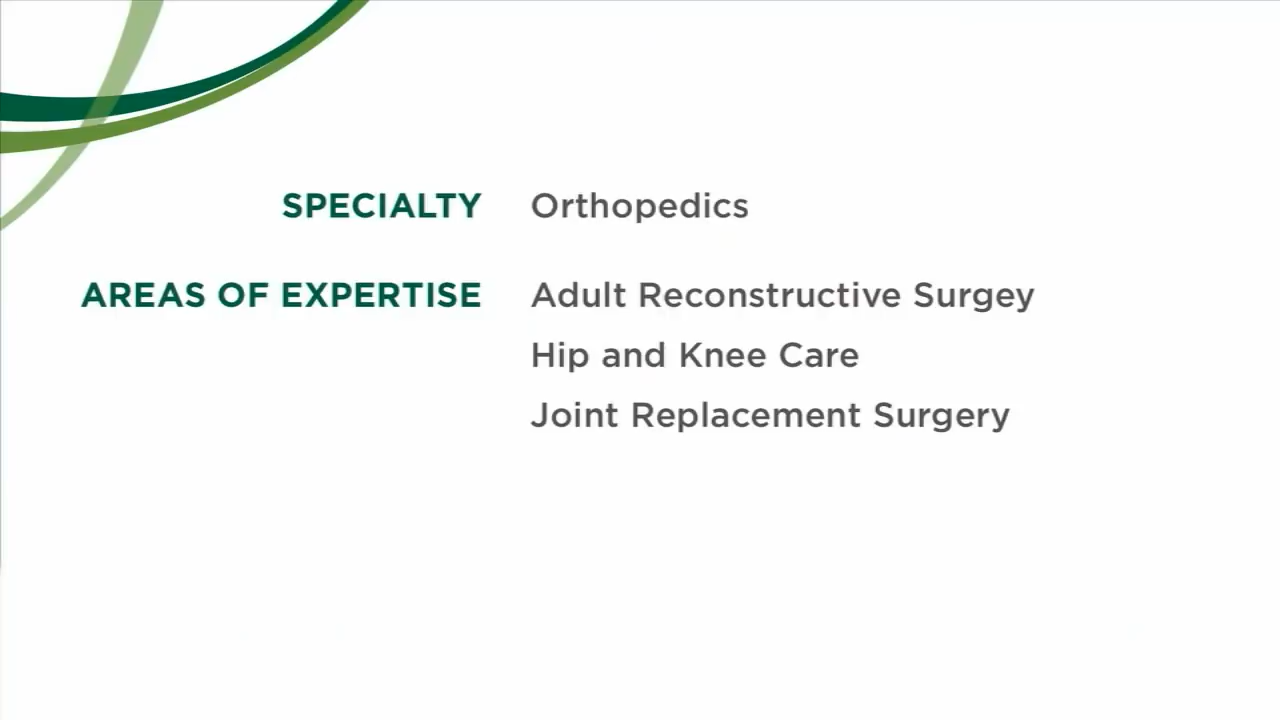 SPECIALTY Orthopedics
AREAS OF EXPERTISE Adult Reconstructive Surgey
Hip and Knee Care
Joint Replacement Surgery